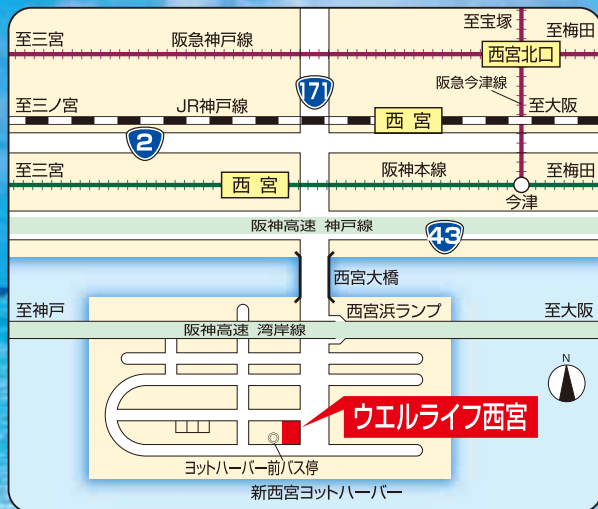 至宝塚
至三宮
阪急神戸線
至梅田
西宮北口
171
阪急今津線
至三ノ宮
JR神戸線
西宮
至大阪
2
至三宮
西宮
阪神本線
至梅田
今津
阪神高速 神戸線
43
西宮大橋
至神戸
西宮浜ランプ
至大阪
阪神高速 湾岸線
N
ウエルライフ西宮
ヨットハーバー前バス停
新西宮ヨットハーバー